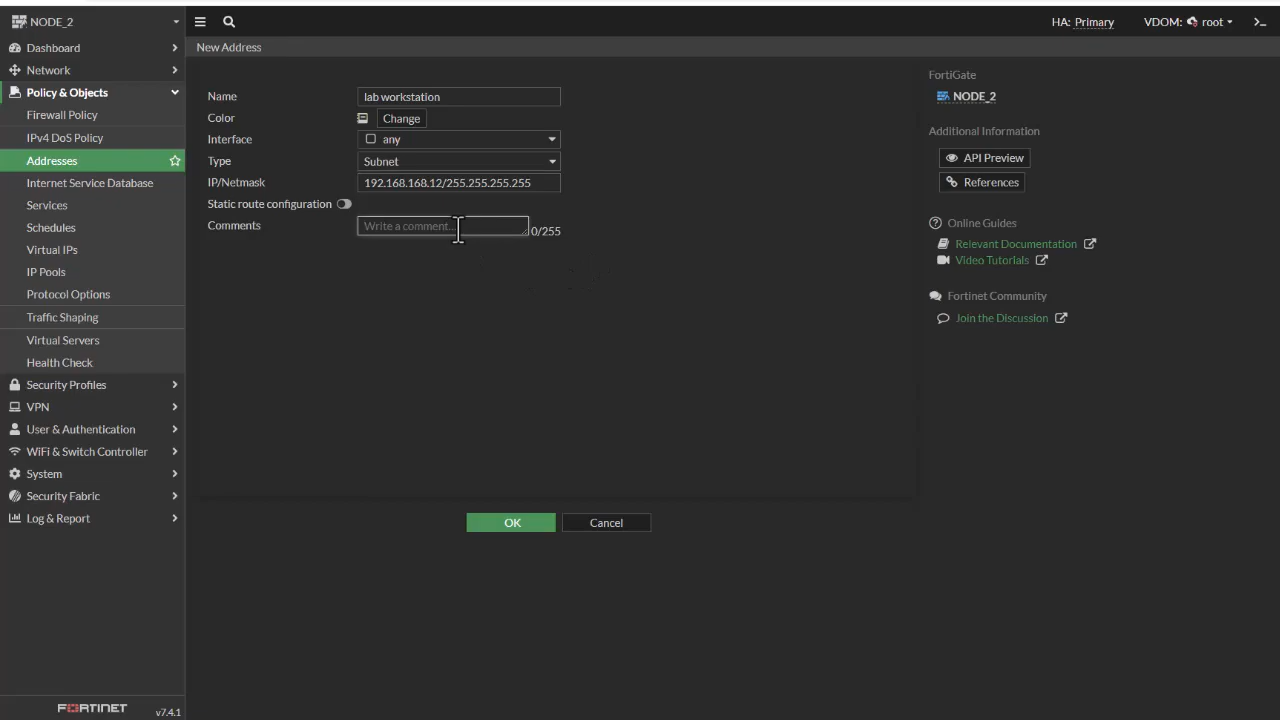 NODE_2
HA: Primary
VDOM: root
>_
Dashboard
Network
Policy & Objects
Firewall Policy
IPv4 DoS Policy
Addresses
Internet Service Database
Services
Schedules
Virtual IPs
IP Pools
Protocol Options
Traffic Shaping
Virtual Servers
Health Check
Security Profiles
VPN
User & Authentication
WiFi & Switch Controller
System
Security Fabric
Log & Report
FORTINET
v7.4.1
New Address
Name lab workstation
Color Change
Interface any
Type Subnet
IP/Netmask 192.168.168.12/255.255.255.255
Static route configuration
Comments Write a comment... 0/255
OK Cancel
FortiGate
NODE_2
Additional Information
API Preview
References
Online Guides
Relevant Documentation
Video Tutorials
Fortinet Community
Join the Discussion